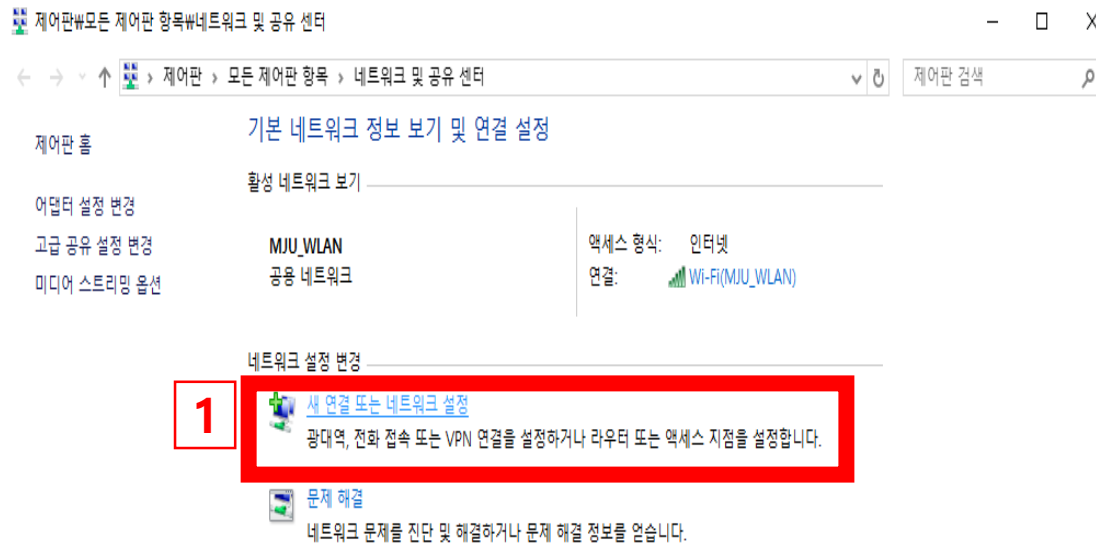 제어판₩모든 제어판 항목₩네트워크 및 공유 센터
제어판 › 모든 제어판 항목 › 네트워크 및 공유 센터
제어판 검색
제어판 홈
어댑터 설정 변경
고급 공유 설정 변경
미디어 스트리밍 옵션
기본 네트워크 정보 보기 및 연결 설정
활성 네트워크 보기
MJU_WLAN
공용 네트워크
액세스 형식: 인터넷
연결: Wi-Fi(MJU_WLAN)
네트워크 설정 변경
1
새 연결 또는 네트워크 설정
광대역, 전화 접속 또는 VPN 연결을 설정하거나 라우터 또는 액세스 지점을 설정합니다.
문제 해결
네트워크 문제를 진단 및 해결하거나 문제 해결 정보를 얻습니다.